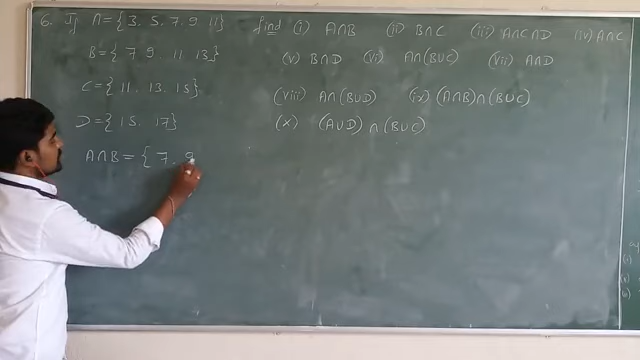 6. If A={3, 5, 7, 9, 11} find (i) A∩B (ii) B∩C (iii) A∩C∩D (iv) A∩C
B={7, 9, 11, 13} (v) B∩D (vi) A∩(B∪C) (vii) A∩D
C={11, 13, 15} (viii) A∩(B∪D) (ix) (A∩B)∩(B∪C)
D={15, 17} (x) (A∪D)∩(B∪C)
A∩B={7, 9